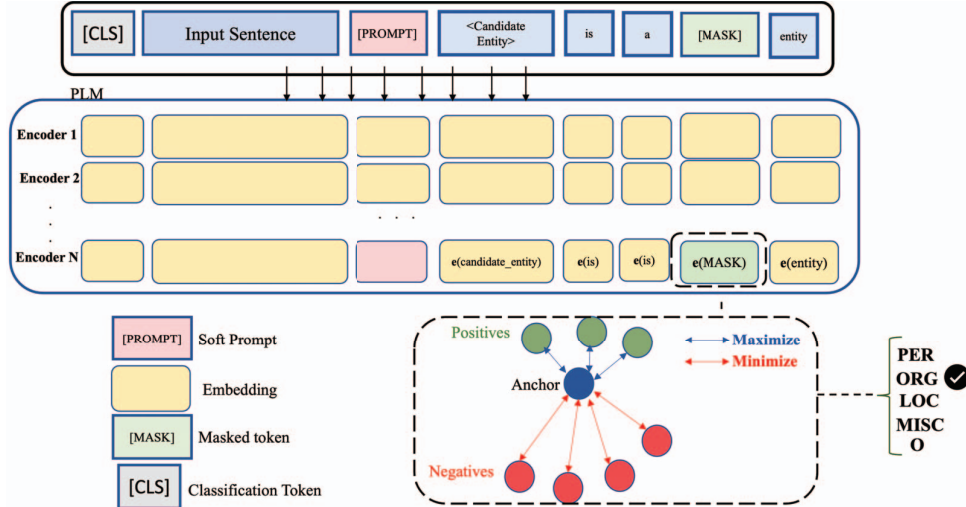 [CLS] Input Sentence [PROMPT] <Candidate Entity> is a [MASK] entity
PLM
Encoder 1
Encoder 2
. . .
.
.
.
Encoder N e(candidate_entity) e(is) e(is) e(MASK) e(entity)
[PROMPT] Soft Prompt
Embedding
[MASK] Masked token
[CLS] Classification Token
Positives
Maximize
Minimize
Anchor
Negatives
PER
ORG
LOC
MISC
O